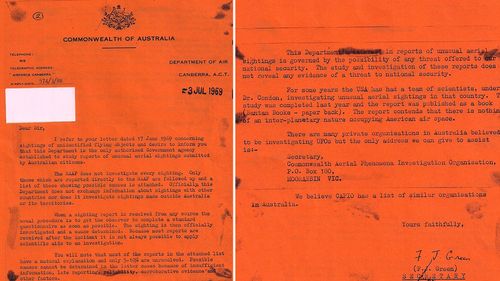 (2)
COMMONWEALTH OF AUSTRALIA
TELEPHONE:
TELEGRAPHIC ADDRESS:
"AIRFORCE CANBERRA"
DEPARTMENT OF AIR
CANBERRA, A.C.T.
-3 JUL 1969
Dear Sir,
I refer to your letter dated 17 June 1969 concerning
sightings of unidentified flying objects and desire to inform you
that this Department is the only authorised Government agency
established to study reports of unusual aerial sightings submitted
by Australian citizens.
The RAAF does not investigate every sighting. Only
those which are reported directly to the RAAF are followed up and a
list of these showing possible causes is attached. Officially this
Department does not exchange information about sightings with other
countries nor does it investigate sightings made outside Australia
or its territories.
When a sighting report is received from any source the
usual procedure is to get the observer to complete a standard
questionnaire as soon as possible. The sighting is then officially
investigated and a cause determined. Because most reports are
received after the incident it is not always possible to apply
scientific aids to an investigation.
You will note that most of the reports in the attached list
have a natural explanation and only are unresolved. Possible
causes cannot be determined in the latter cases because of insufficient
information, late reporting, reliability, corroborative evidence and
other factors.
This Department's interest in reports of unusual aerial
sightings is governed by the possibility of any threat offered to our
national security. The study and investigation of these reports does
not reveal any evidence of a threat to national security.
For some years the USA has had a team of scientists, under
Dr. Condon, investigating unusual aerial sightings in that country. The
study was completed last year and the report was published as a book
(Bantam Books - paper back). The report contends that there is nothing
of an inter-planetary nature occupying American air space.
There are many private organisations in Australia believed
to be investigating UFOs but the only address we can give to assist
is:-
Secretary,
Commonwealth Aerial Phenomena Investigation Organisation,
P.O. Box 180,
MOORABBIN VIC.
We believe CAPIO has a list of similar organisations
in Australia.
Yours faithfully,
F J Green
(F.J. Green)
SECRETARY